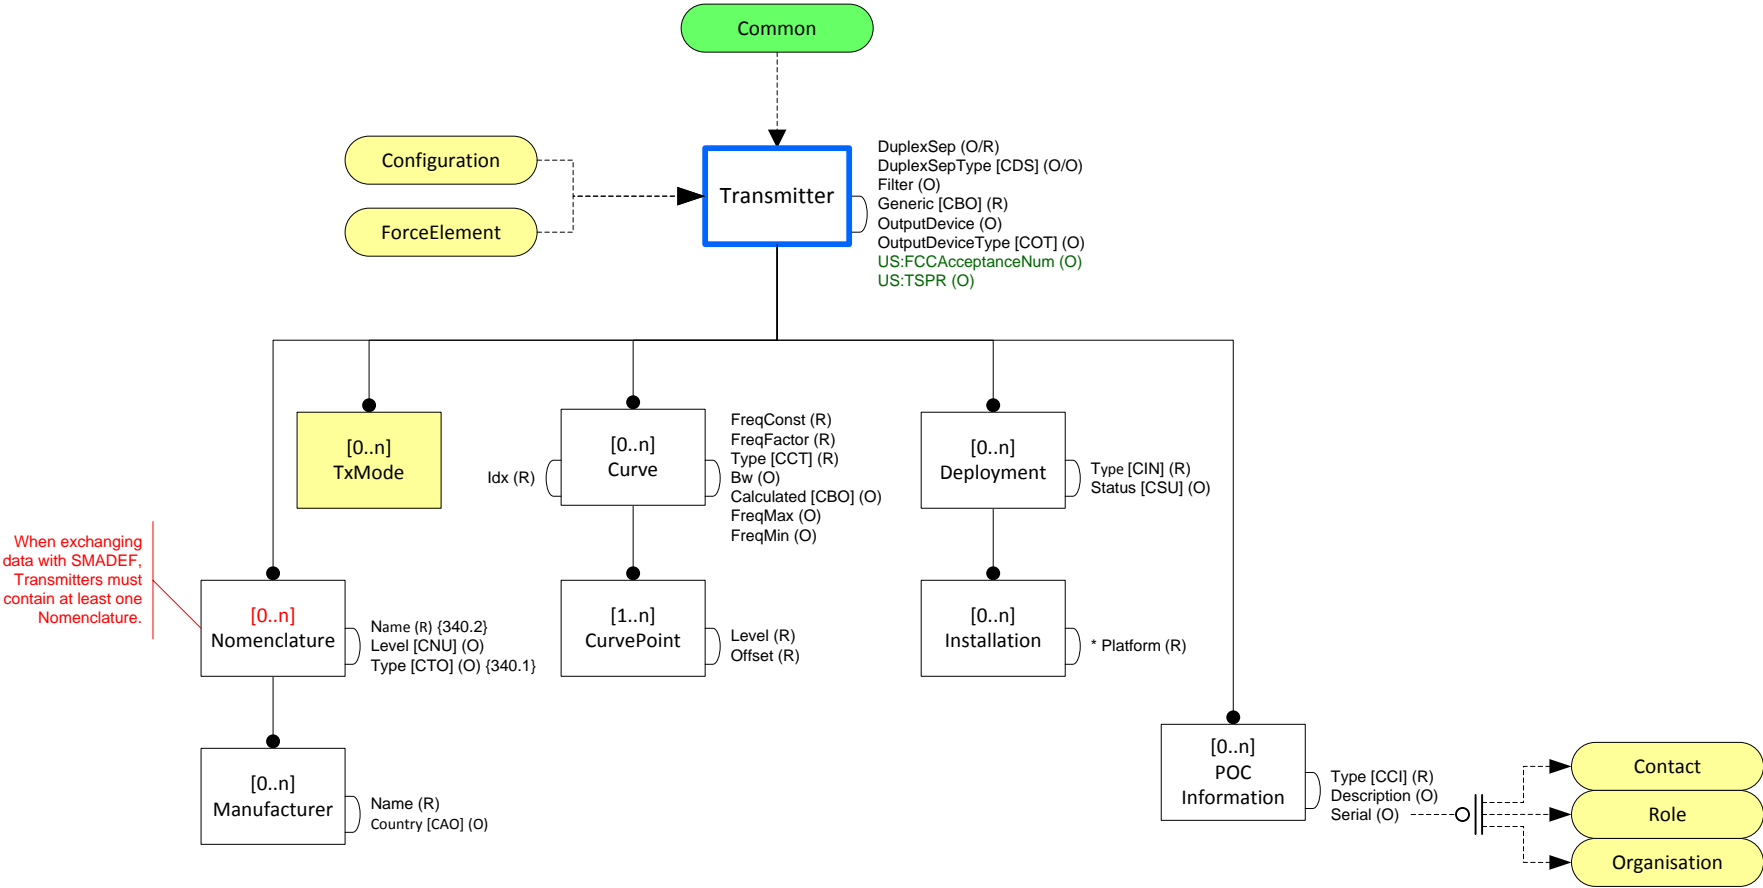 Common
Configuration
ForceElement
Transmitter
DuplexSep (O/R)
DuplexSepType [CDS] (O/O)
Filter (O)
Generic [CBO] (R)
OutputDevice (O)
OutputDeviceType [COT] (O)
US:FCCAcceptanceNum (O)
US:TSPR (O)
[0..n]
TxMode
Idx (R)
[0..n]
Curve
FreqConst (R)
FreqFactor (R)
Type [CCT] (R)
Bw (O)
Calculated [CBO] (O)
FreqMax (O)
FreqMin (O)
[0..n]
Deployment
Type [CIN] (R)
Status [CSU] (O)
When exchanging
data with SMADEF,
Transmitters must
contain at least one
Nomenclature.
[0..n]
Nomenclature
Name (R) {340.2}
Level [CNU] (O)
Type [CTO] (O) {340.1}
[1..n]
CurvePoint
Level (R)
Offset (R)
[0..n]
Installation
* Platform (R)
[0..n]
Manufacturer
Name (R)
Country [CAO] (O)
[0..n]
POC
Information
Type [CCI] (R)
Description (O)
Serial (O)
Contact
Role
Organisation